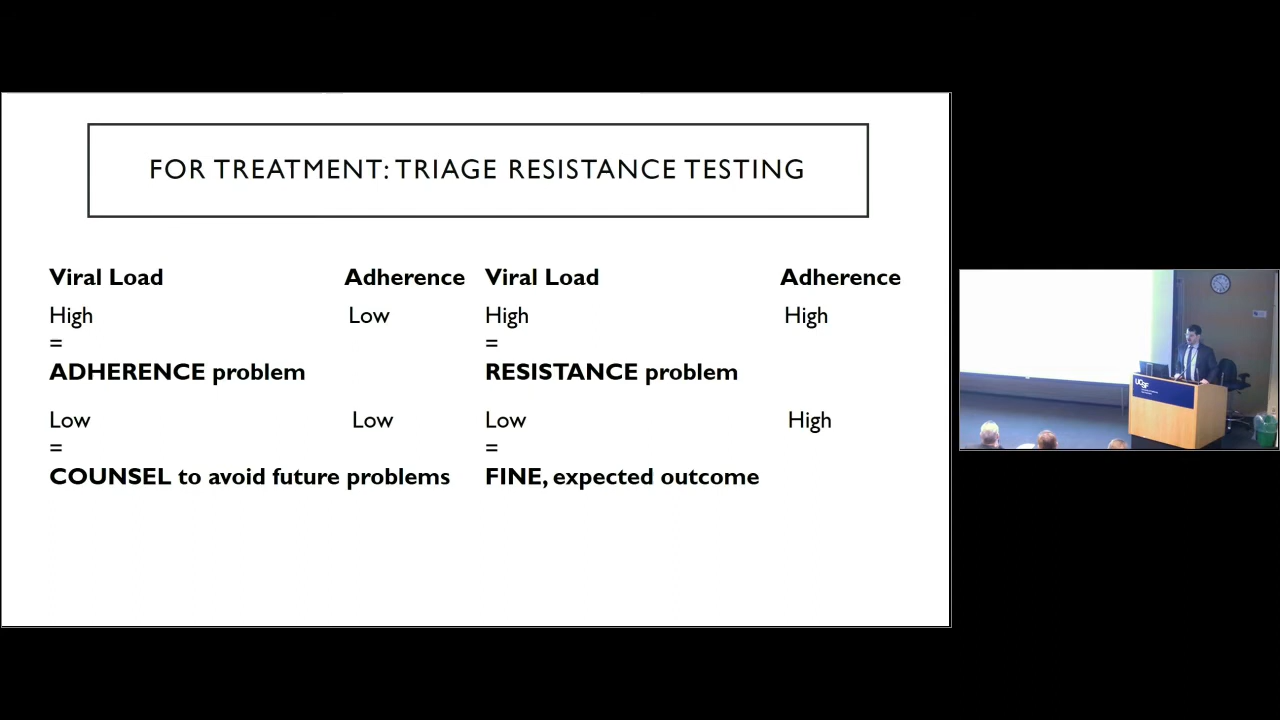 FOR TREATMENT: TRIAGE RESISTANCE TESTING
Viral Load Adherence
High Low
=
ADHERENCE problem
Low Low
=
COUNSEL to avoid future problems
Viral Load Adherence
High High
=
RESISTANCE problem
Low High
=
FINE, expected outcome
UCSF